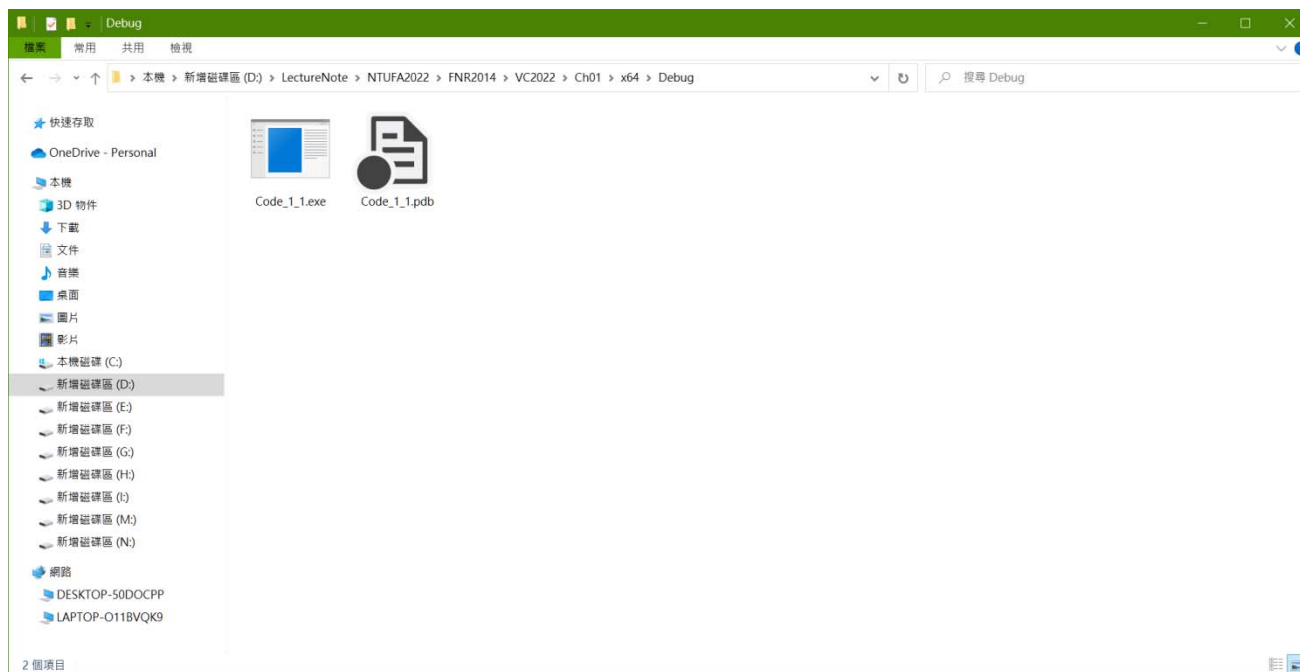 Debug
檔案 常用 共用 檢視
本機 > 新增磁碟區 (D:) > LectureNote > NTUFA2022 > FNR2014 > VC2022 > Ch01 > x64 > Debug
搜尋 Debug
快速存取
OneDrive - Personal
本機
3D 物件
下載
文件
音樂
桌面
圖片
影片
本機磁碟 (C:)
新增磁碟區 (D:)
新增磁碟區 (E:)
新增磁碟區 (F:)
新增磁碟區 (G:)
新增磁碟區 (H:)
新增磁碟區 (I:)
新增磁碟區 (M:)
新增磁碟區 (N:)
網路
DESKTOP-50DOCPP
LAPTOP-O11BVQK9
Code_1_1.exe
Code_1_1.pdb
2 個項目